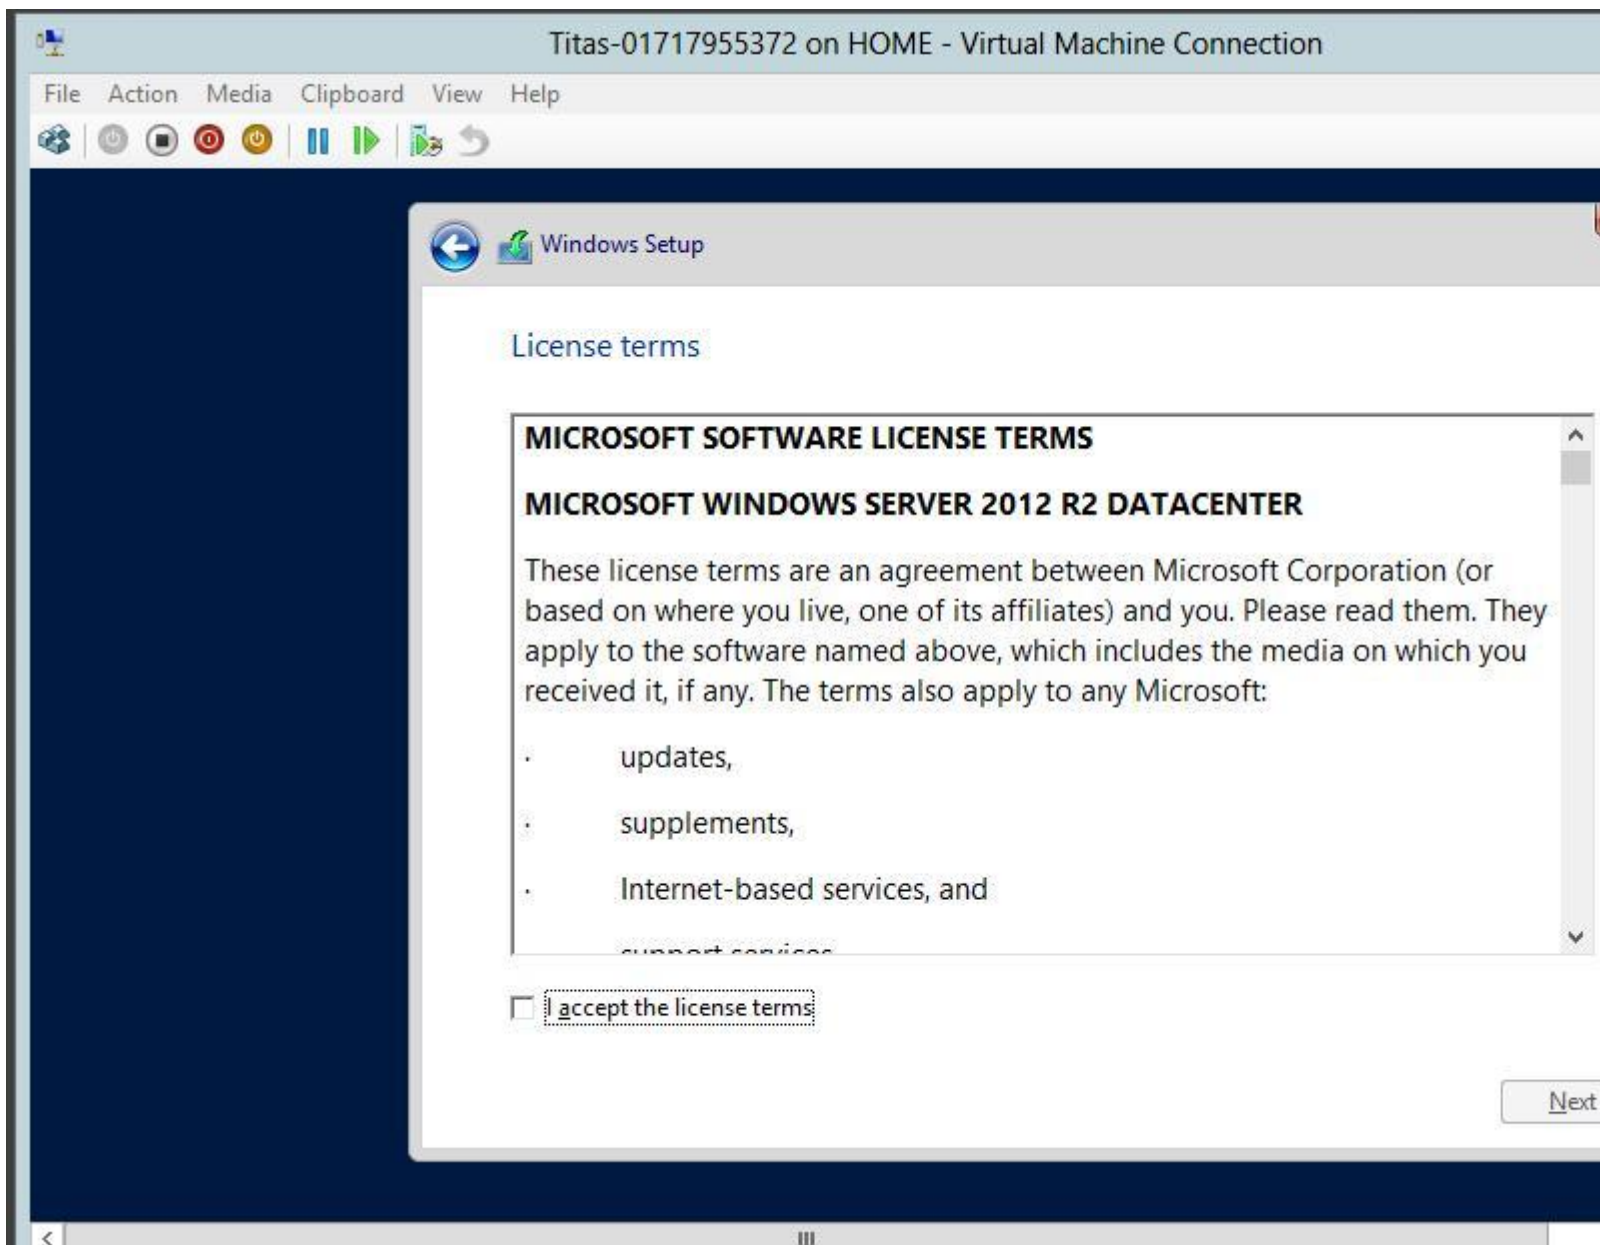 Titas-01717955372 on HOME - Virtual Machine Connection
File Action Media Clipboard View Help
Windows Setup
License terms
MICROSOFT SOFTWARE LICENSE TERMS
MICROSOFT WINDOWS SERVER 2012 R2 DATACENTER
These license terms are an agreement between Microsoft Corporation (or
based on where you live, one of its affiliates) and you. Please read them. They
apply to the software named above, which includes the media on which you
received it, if any. The terms also apply to any Microsoft:
· updates,
· supplements,
· Internet-based services, and
support services
I accept the license terms
Next